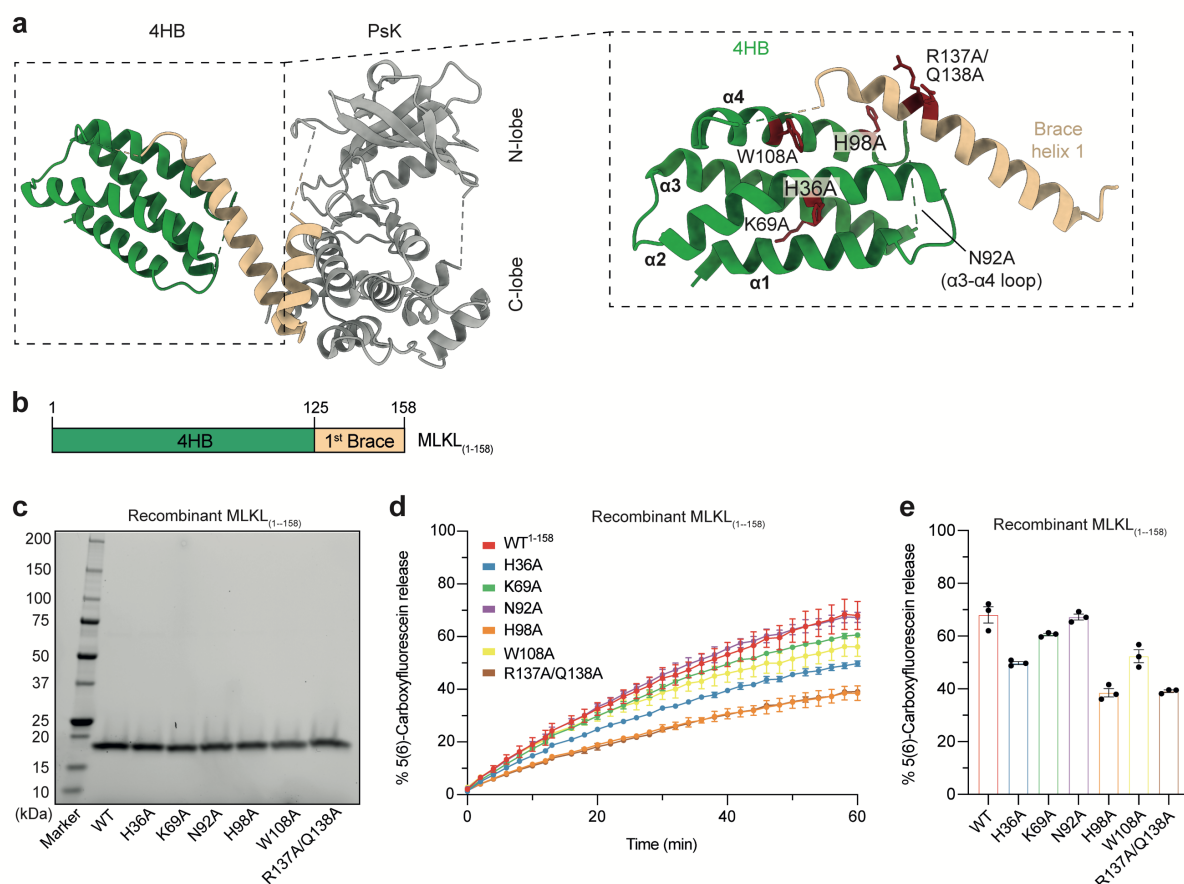 a
4HB
PsK
N-lobe
C-lobe
4HB
R137A/
Q138A
α4
W108A
H98A
Brace
helix 1
α3
H36A
K69A
α2
α1
N92A
(α3-α4 loop)
b
1
125
158
4HB
1st Brace
MLKL(1-158)
c
Recombinant MLKL(1--158)
200
150
100
75
50
37
25
20
15
10
(kDa)
Marker
WT
H36A
K69A
N92A
H98A
W108A
R137A/Q138A
d
Recombinant MLKL(1--158)
% 5(6)-Carboxyfluorescein release
100
80
60
40
20
0
WT1-158
H36A
K69A
N92A
H98A
W108A
R137A/Q138A
0
20
40
60
Time (min)
e
Recombinant MLKL(1--158)
% 5(6)-Carboxyfluorescein release
100
80
60
40
20
0
WT
H36A
K69A
N92A
H98A
W108A
R137A/Q138A